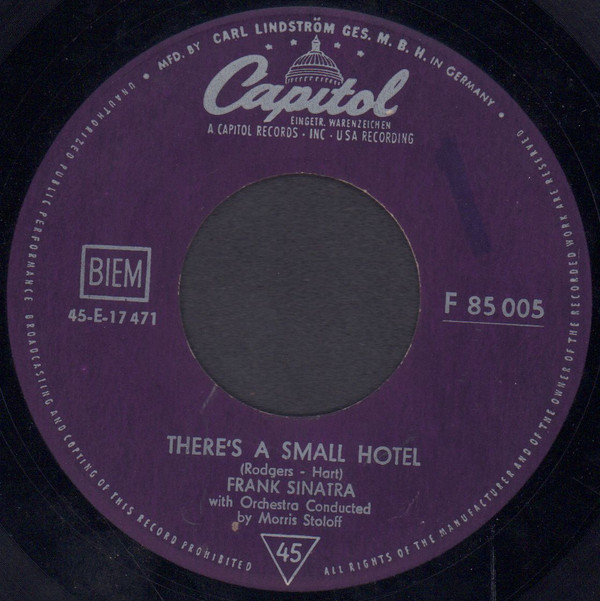 MFD. BY CARL LINDSTRÖM GES. M. B. H. IN GERMANY
Capitol
EINGETR. WARENZEICHEN
A CAPITOL RECORDS · INC · USA RECORDING
BIEM
45-E-17 471
F 85 005
THERE'S A SMALL HOTEL
(Rodgers - Hart)
FRANK SINATRA
with Orchestra Conducted
by Morris Stoloff
45
ALL RIGHTS OF THE MANUFACTURER AND OF THE OWNER OF THE RECORDED WORK ARE RESERVED
UNAUTHORIZED PUBLIC PERFORMANCE BROADCASTING AND COPYING OF THIS RECORD PROHIBITED